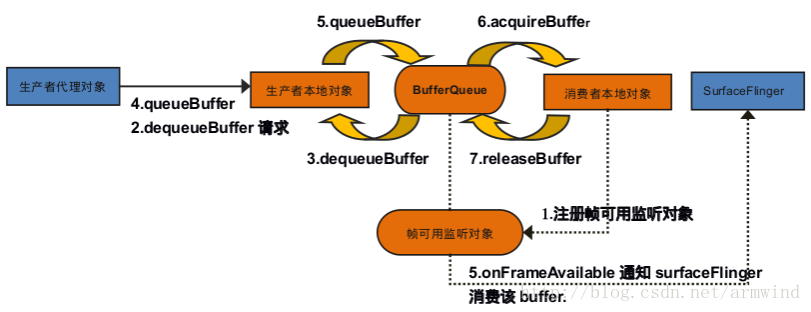 5.queueBuffer
6.acquireBuffer
生产者代理对象
生产者本地对象
BufferQueue
消费者本地对象
SurfaceFlinger
4.queueBuffer
2.dequeueBuffer 请求
3.dequeueBuffer
7.releaseBuffer
1.注册帧可用监听对象
帧可用监听对象
5.onFrameAvailable 通知 surfaceFlinger
消费该 buffer.
http://blog.csdn.net/armwind